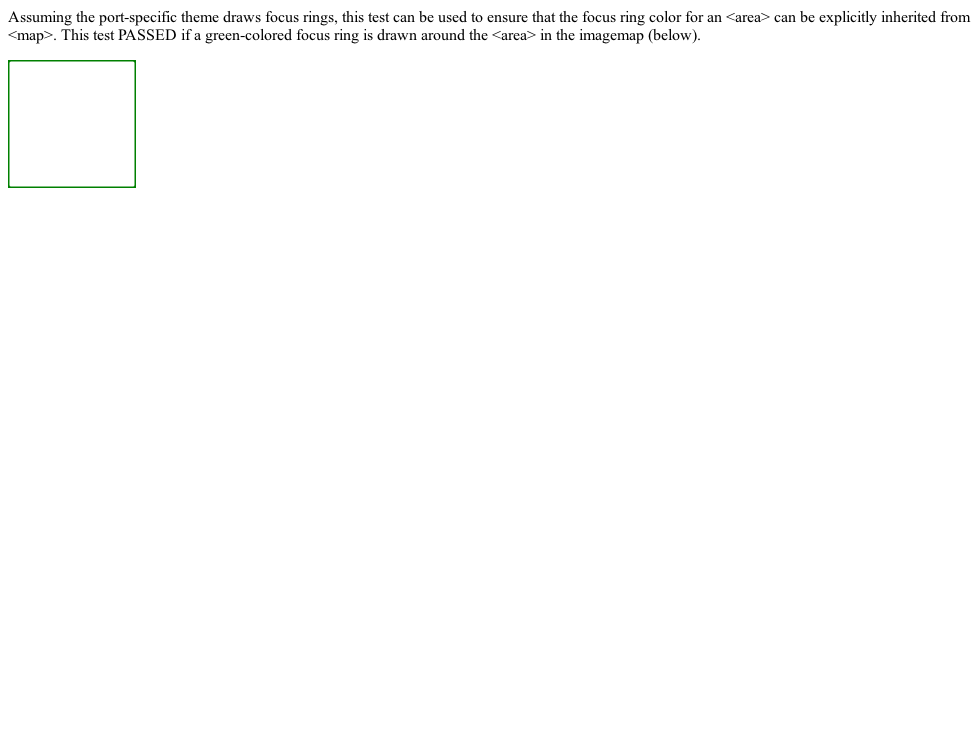 Assuming the port-specific theme draws focus rings, this test can be used to ensure that the focus ring color for an <area> can be explicitly inherited from
<map>. This test PASSED if a green-colored focus ring is drawn around the <area> in the imagemap (below).